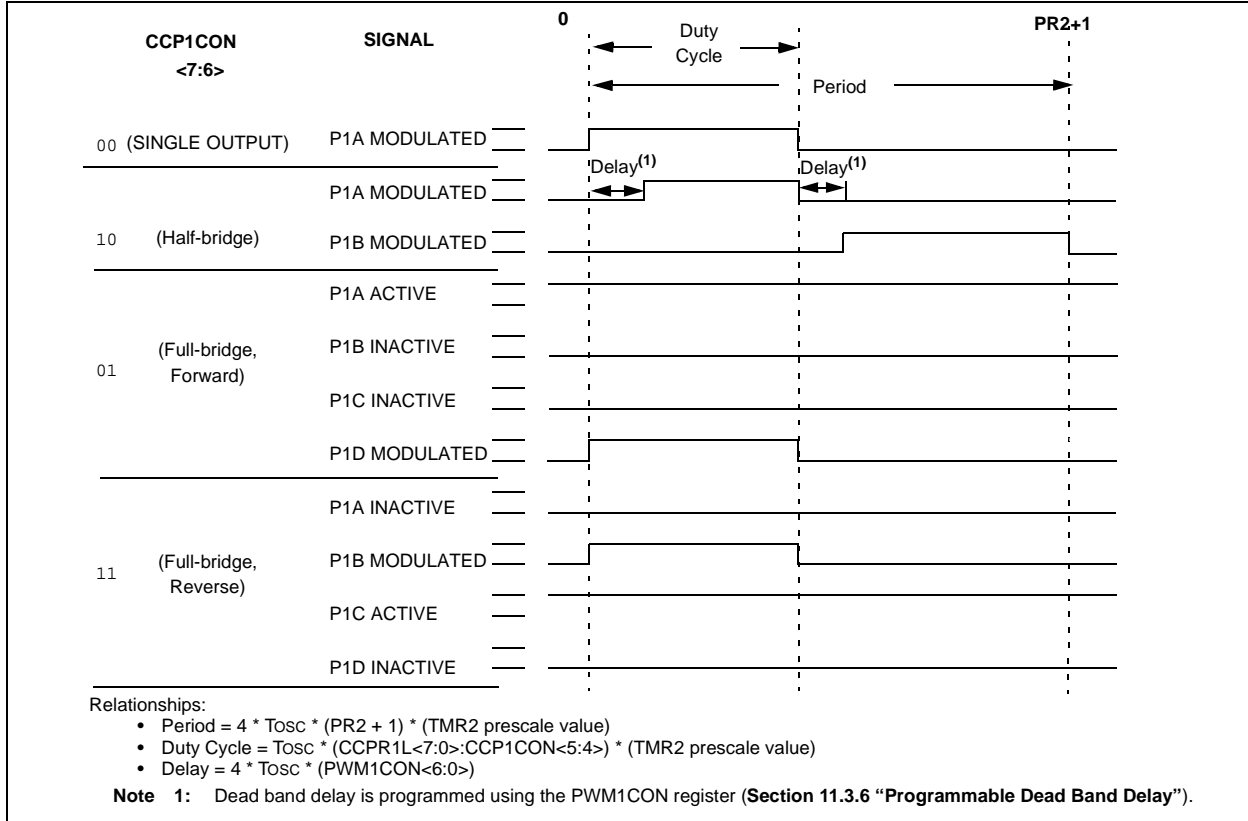 0
PR2+1
CCP1CON
<7:6>
SIGNAL
Duty
Cycle
Period
00 (SINGLE OUTPUT)
P1A MODULATED
Delay(1)
Delay(1)
P1A MODULATED
10 (Half-bridge)
P1B MODULATED
P1A ACTIVE
01 (Full-bridge,
Forward)
P1B INACTIVE
P1C INACTIVE
P1D MODULATED
P1A INACTIVE
11 (Full-bridge,
Reverse)
P1B MODULATED
P1C ACTIVE
P1D INACTIVE
Relationships:
• Period = 4 * TOSC * (PR2 + 1) * (TMR2 prescale value)
• Duty Cycle = TOSC * (CCPR1L<7:0>:CCP1CON<5:4>) * (TMR2 prescale value)
• Delay = 4 * TOSC * (PWM1CON<6:0>)
Note 1: Dead band delay is programmed using the PWM1CON register (Section 11.3.6 “Programmable Dead Band Delay”).